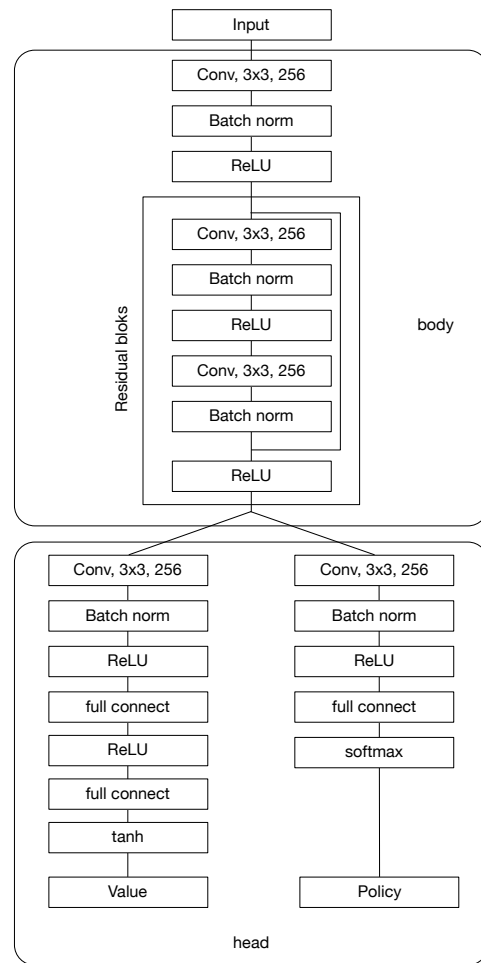 Input
Conv, 3x3, 256
Batch norm
ReLU
Residual bloks
Conv, 3x3, 256
Batch norm
ReLU
Conv, 3x3, 256
Batch norm
ReLU
body
Conv, 3x3, 256
Batch norm
ReLU
full connect
ReLU
full connect
tanh
Value
Conv, 3x3, 256
Batch norm
ReLU
full connect
softmax
Policy
head